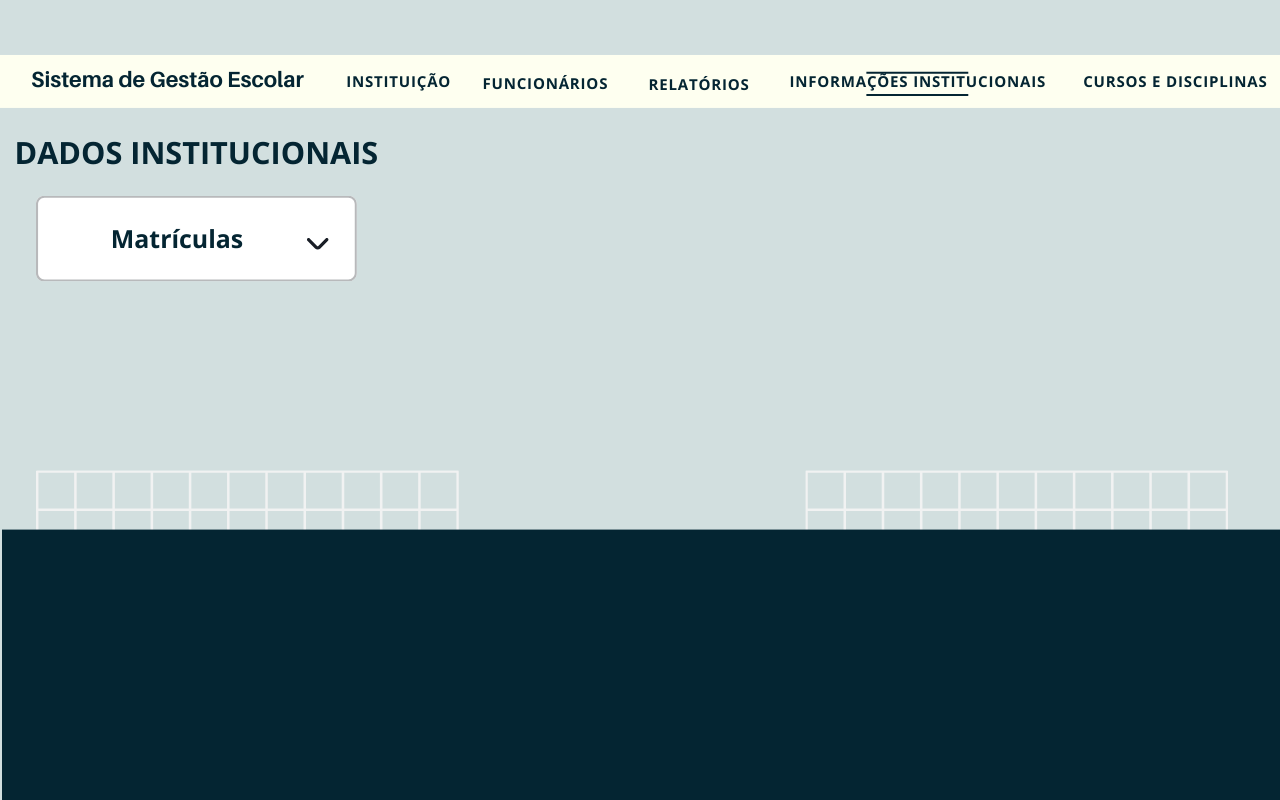 Sistema de Gestão Escolar INSTITUIÇÃO FUNCIONÁRIOS RELATÓRIOS INFORMAÇÕES INSTITUCIONAIS CURSOS E DISCIPLINAS
DADOS INSTITUCIONAIS
Matrículas